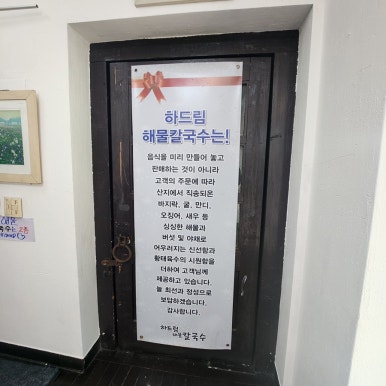 하드림
해물칼국수는!
음식을 미리 만들어 놓고
판매하는 것이 아니라
고객의 주문에 따라
산지에서 직송되온
바지락, 굴, 만디,
오징어, 새우 등
싱싱한 해물과
버섯 및 야채로
어우러지는 신선함과
황태육수의 시원함을
더하여 고객님께
제공하고 있습니다.
늘 최선과 정성으로
보답하겠습니다.
감사합니다.
하드림
해물칼국수